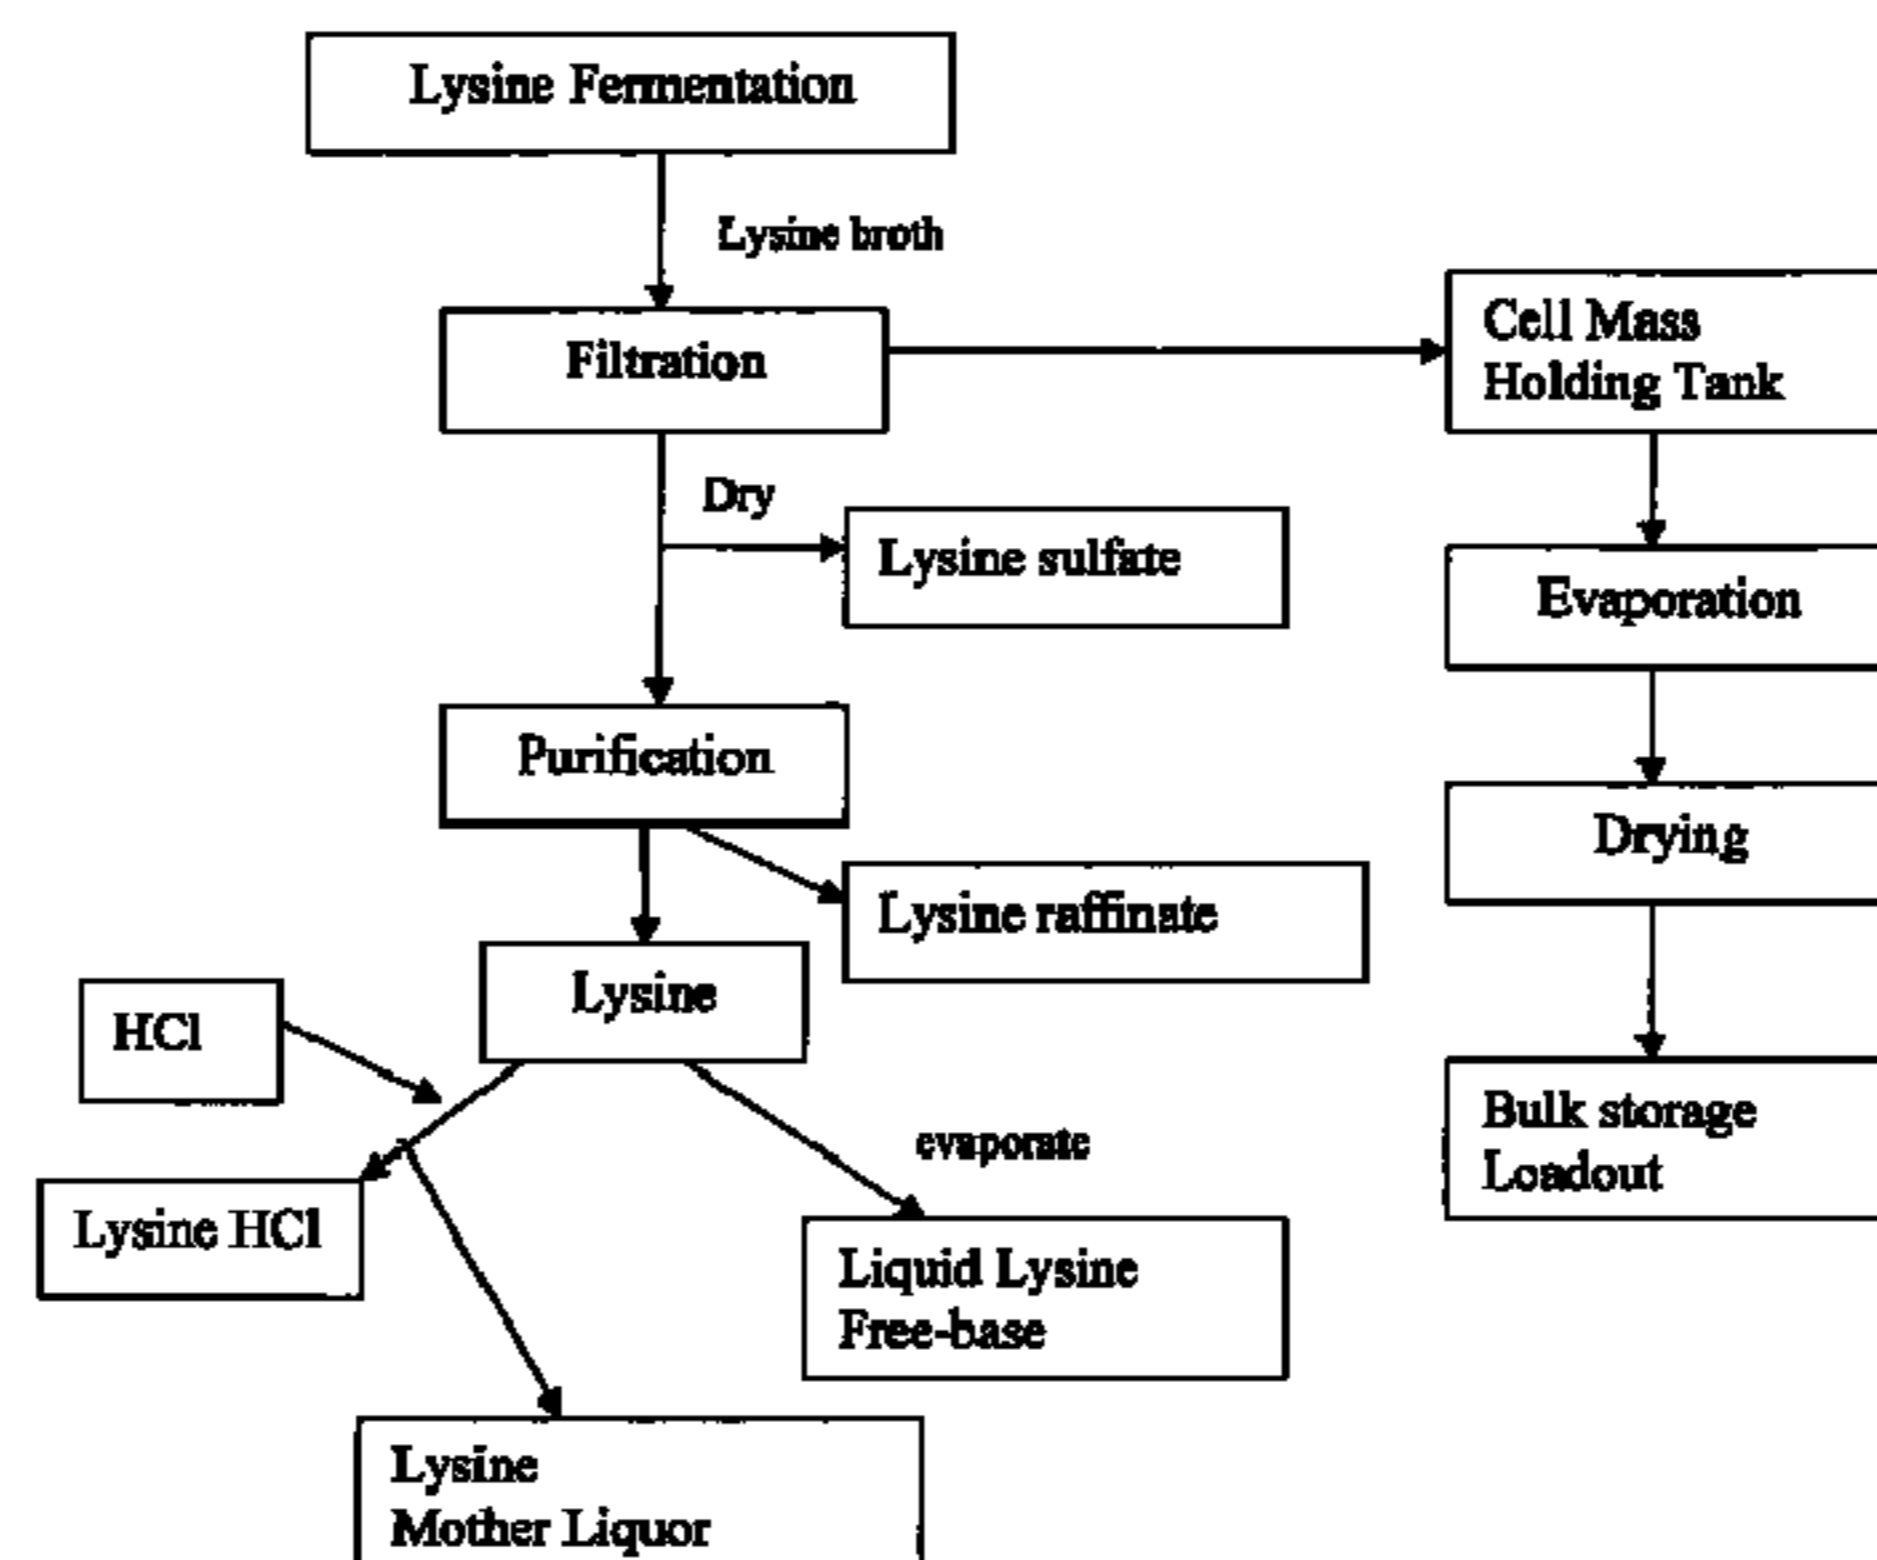 Lysine Fermentation
Lysine broth
Filtration
Cell Mass
Holding Tank
Dry
Lysine sulfate
Evaporation
Purification
Drying
Lysine raffinate
Lysine
HCl
Bulk storage
Loadout
evaporate
Lysine HCl
Liquid Lysine
Free-base
Lysine
Mother Liquor